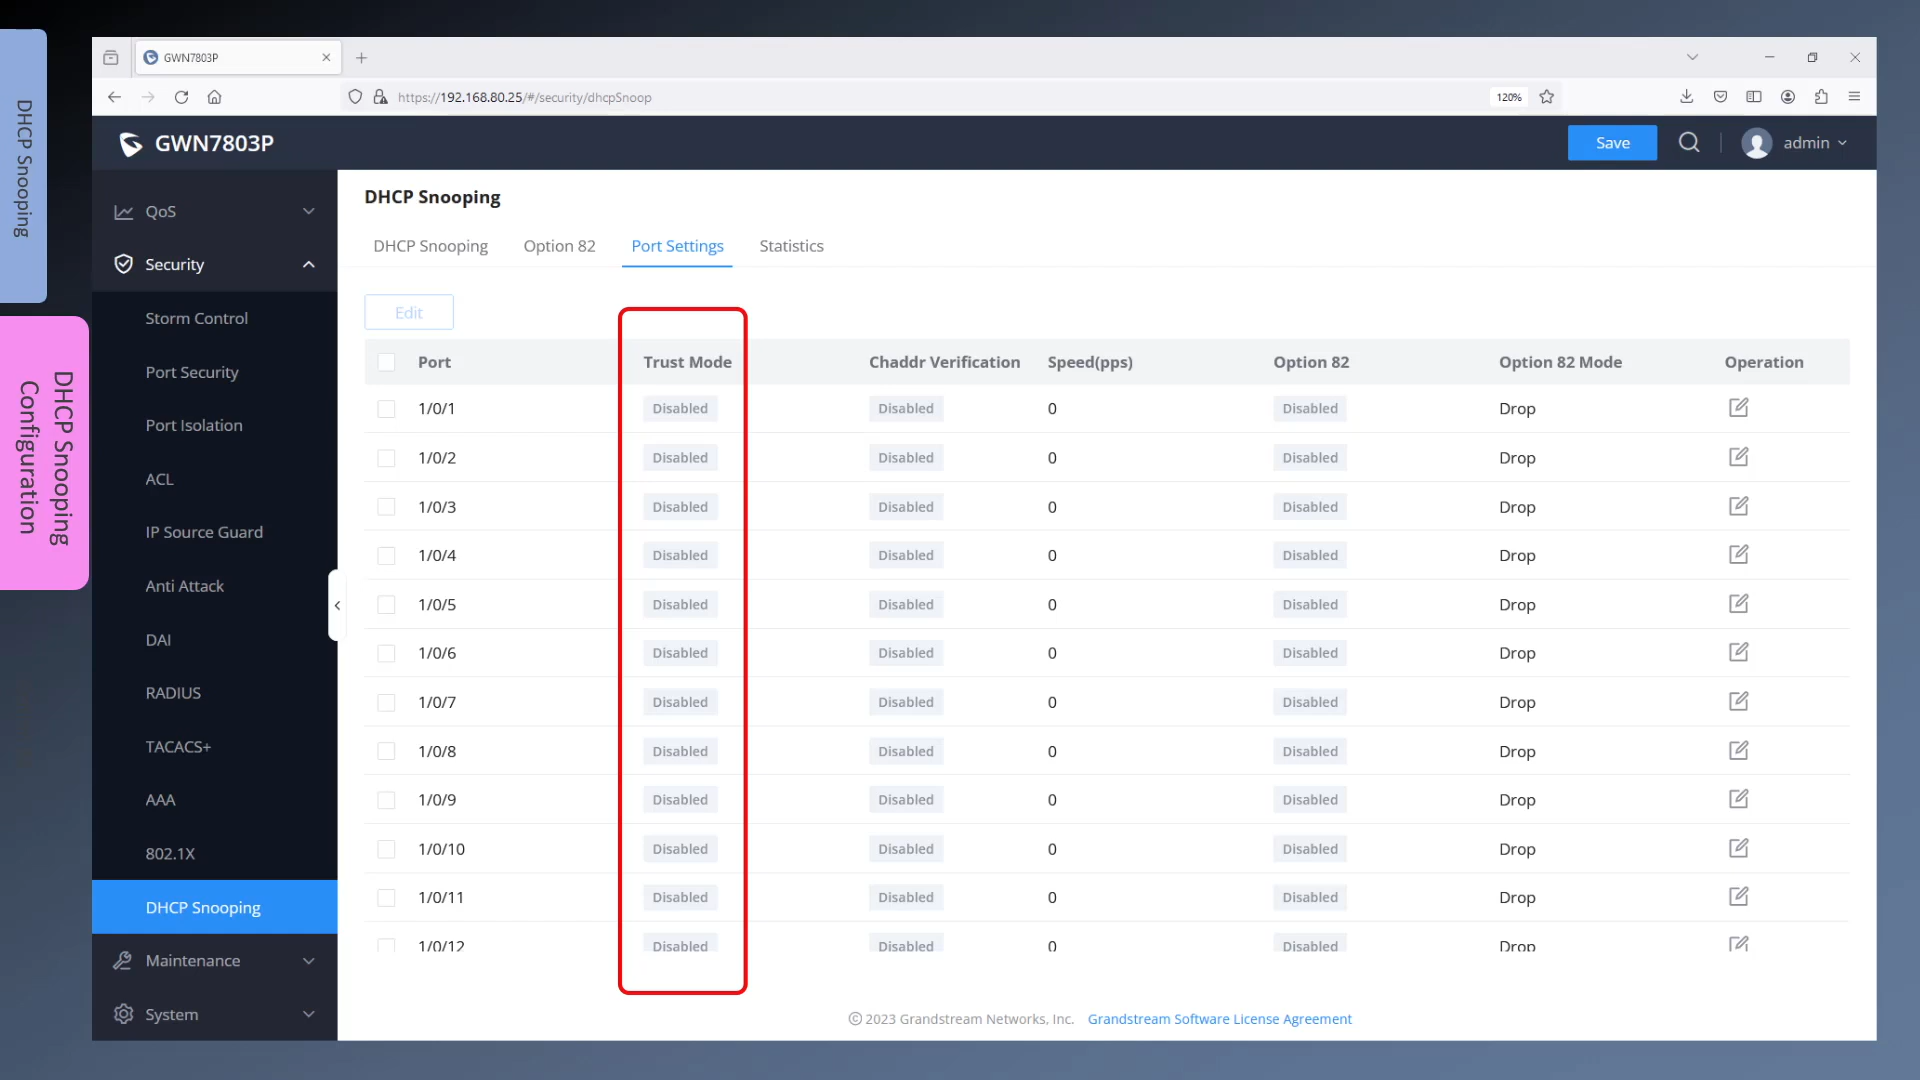 DHCP Snooping
DHCP Snooping
Configuration
GWN7803P
https://192.168.80.25/#/security/dhcpSnoop
120%
GWN7803P
Save
admin
QoS
Security
Storm Control
Port Security
Port Isolation
ACL
IP Source Guard
Anti Attack
DAI
RADIUS
TACACS+
AAA
802.1X
DHCP Snooping
Maintenance
System
DHCP Snooping
DHCP Snooping Option 82 Port Settings Statistics
Edit
Port Trust Mode Chaddr Verification Speed(pps) Option 82 Option 82 Mode Operation
1/0/1 Disabled Disabled 0 Disabled Drop
1/0/2 Disabled Disabled 0 Disabled Drop
1/0/3 Disabled Disabled 0 Disabled Drop
1/0/4 Disabled Disabled 0 Disabled Drop
1/0/5 Disabled Disabled 0 Disabled Drop
1/0/6 Disabled Disabled 0 Disabled Drop
1/0/7 Disabled Disabled 0 Disabled Drop
1/0/8 Disabled Disabled 0 Disabled Drop
1/0/9 Disabled Disabled 0 Disabled Drop
1/0/10 Disabled Disabled 0 Disabled Drop
1/0/11 Disabled Disabled 0 Disabled Drop
1/0/12 Disabled Disabled 0 Disabled Drop
© 2023 Grandstream Networks, Inc. Grandstream Software License Agreement